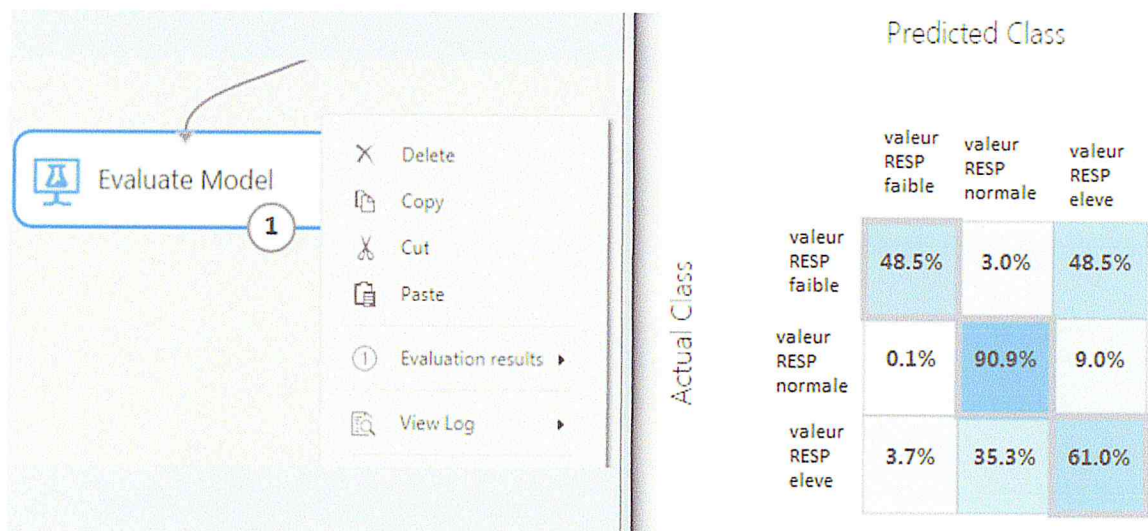 Evaluate Model
1
Delete
Copy
Cut
Paste
1 Evaluation results
View Log
Predicted Class
valeur
RESP
faible
valeur
RESP
normale
valeur
RESP
eleve
Actual Class
valeur
RESP
faible
48.5% 3.0% 48.5%
valeur
RESP
normale
0.1% 90.9% 9.0%
valeur
RESP
eleve
3.7% 35.3% 61.0%